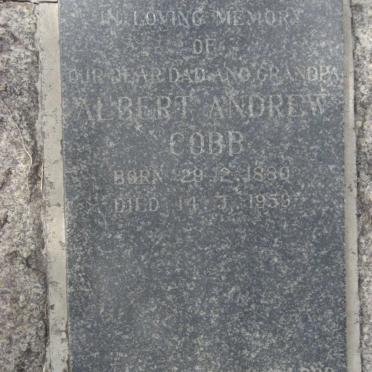 IN LOVING MEMORY
OF
OUR DEAR DAD AND GRANDPA
ALBERT ANDREW
COBB
BORN 29.12.1880
DIED 14.3.1959